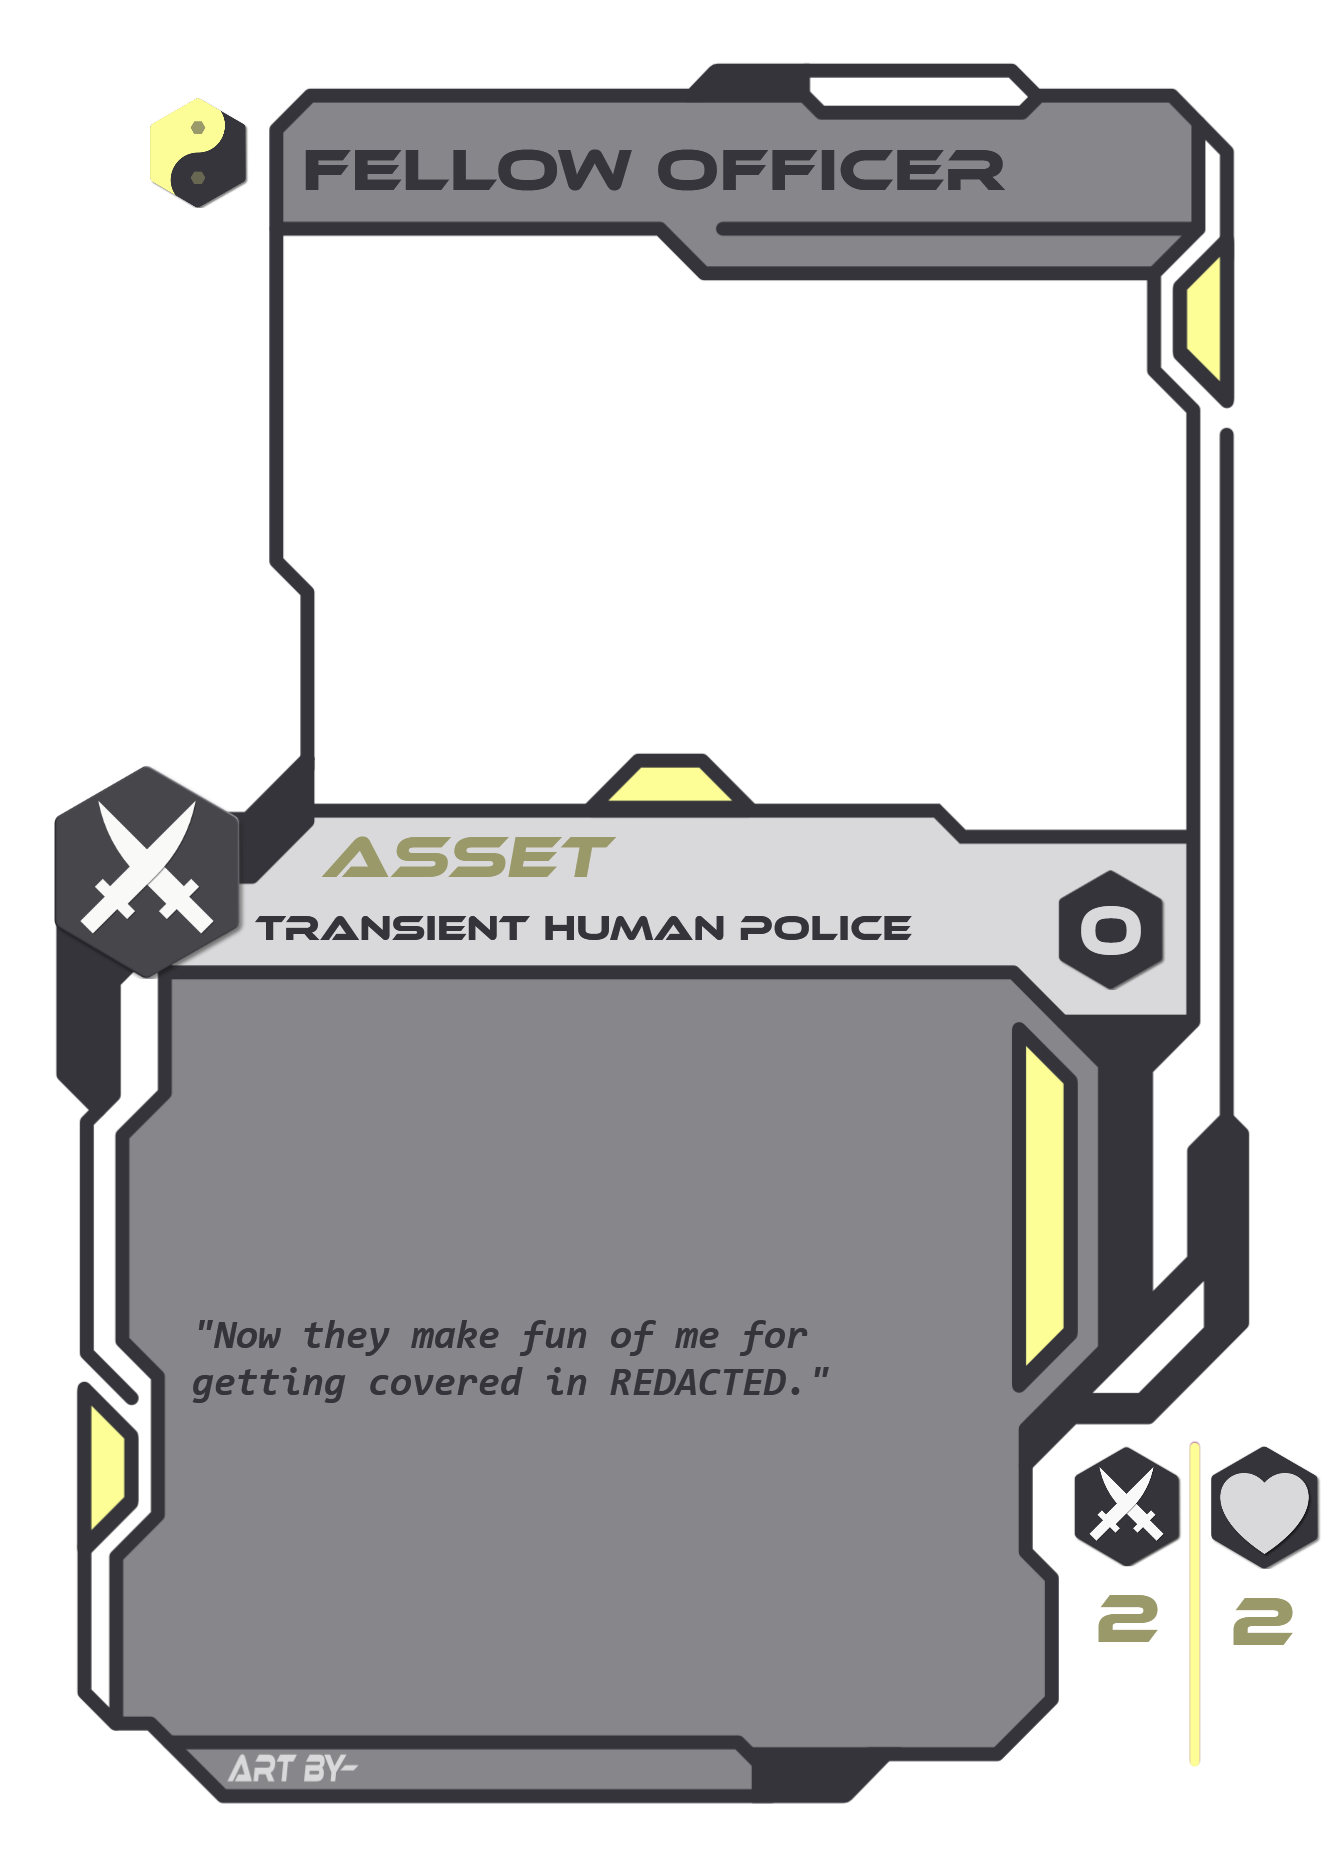 FELLOW OFFICER
ASSET
TRANSIENT HUMAN POLICE
0
"Now they make fun of me for
getting covered in REDACTED."
2
2
ART BY-